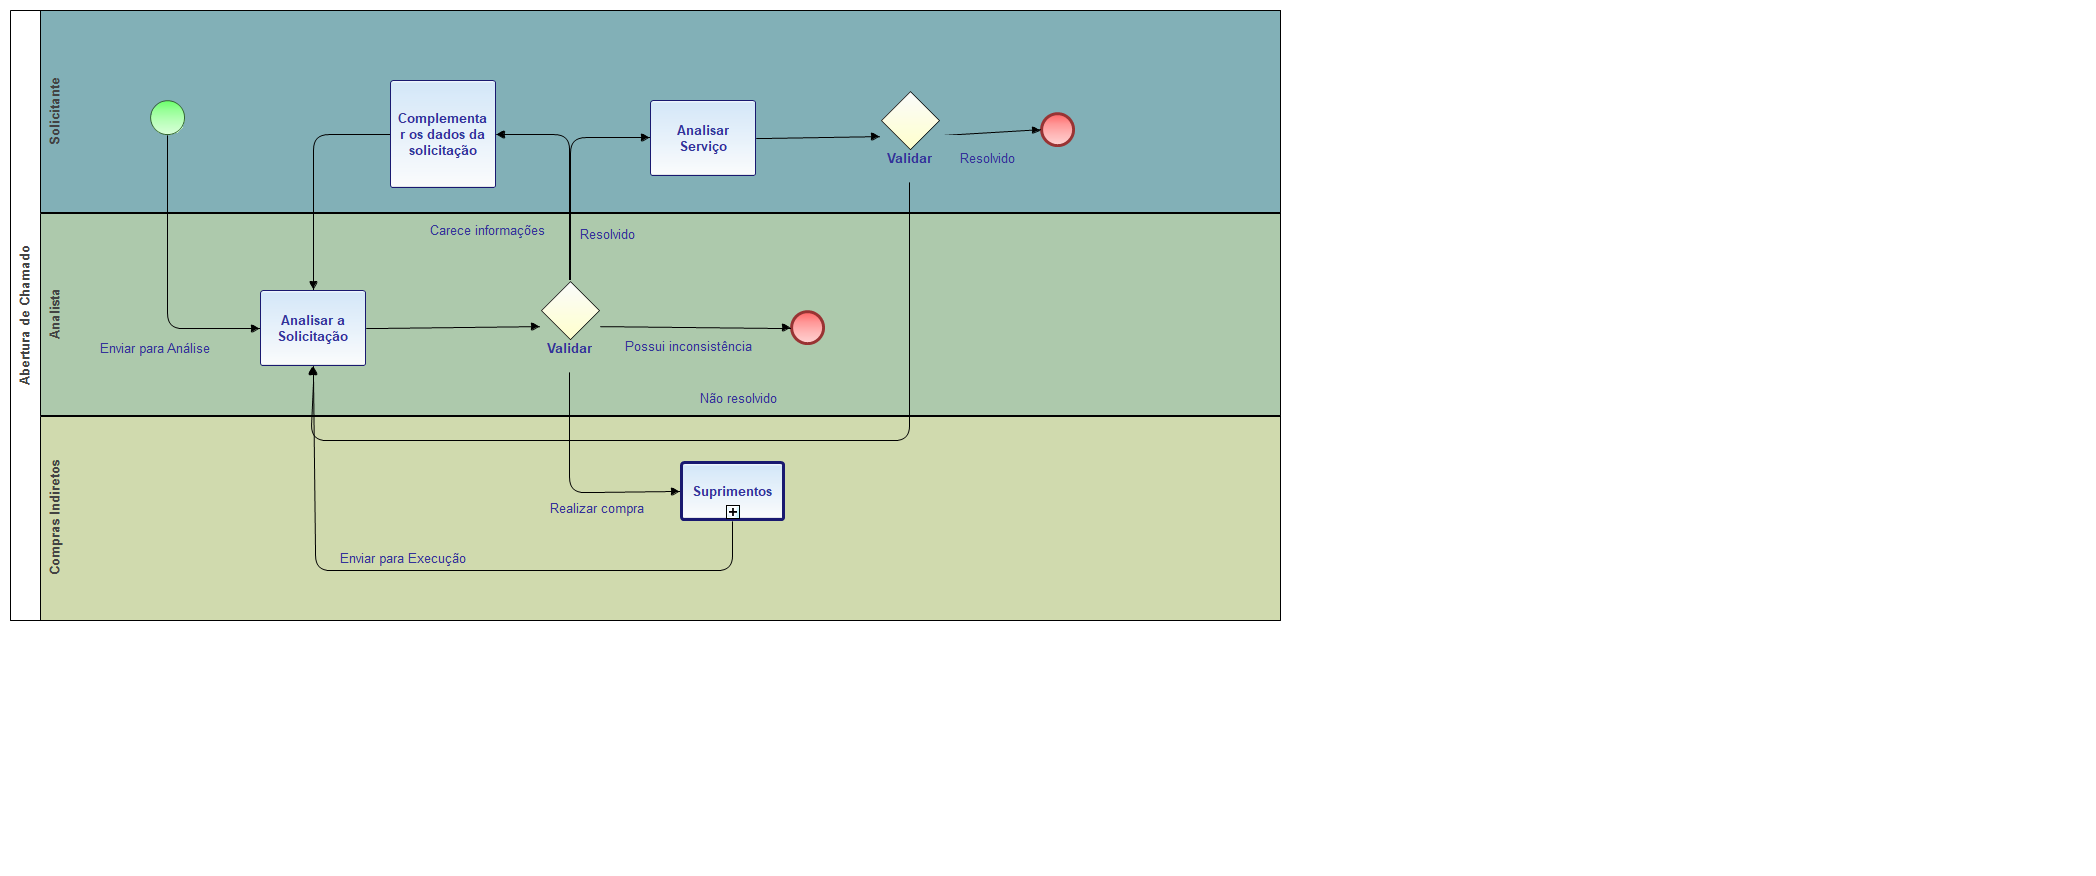 Abertura de Chamado
Solicitante
Complementa
r os dados da
solicitação
Analisar
Serviço
Validar
Resolvido
Analista
Carece informações
Resolvido
Analisar a
Solicitação
Enviar para Análise
Validar
Possui inconsistência
Não resolvido
Compras Indiretos
Suprimentos
Realizar compra
Enviar para Execução